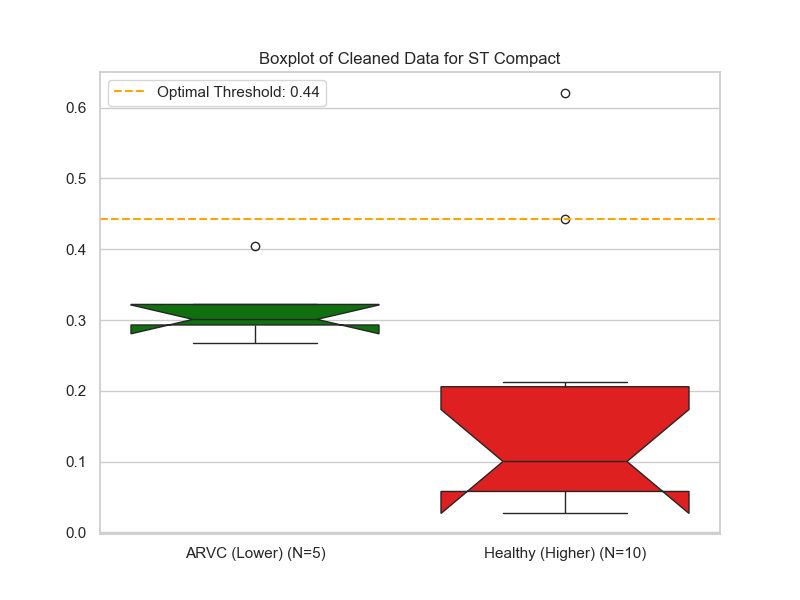 Boxplot of Cleaned Data for ST Compact
Optimal Threshold: 0.44
0.6
0.5
0.4
0.3
0.2
0.1
0.0
ARVC (Lower) (N=5)
Healthy (Higher) (N=10)